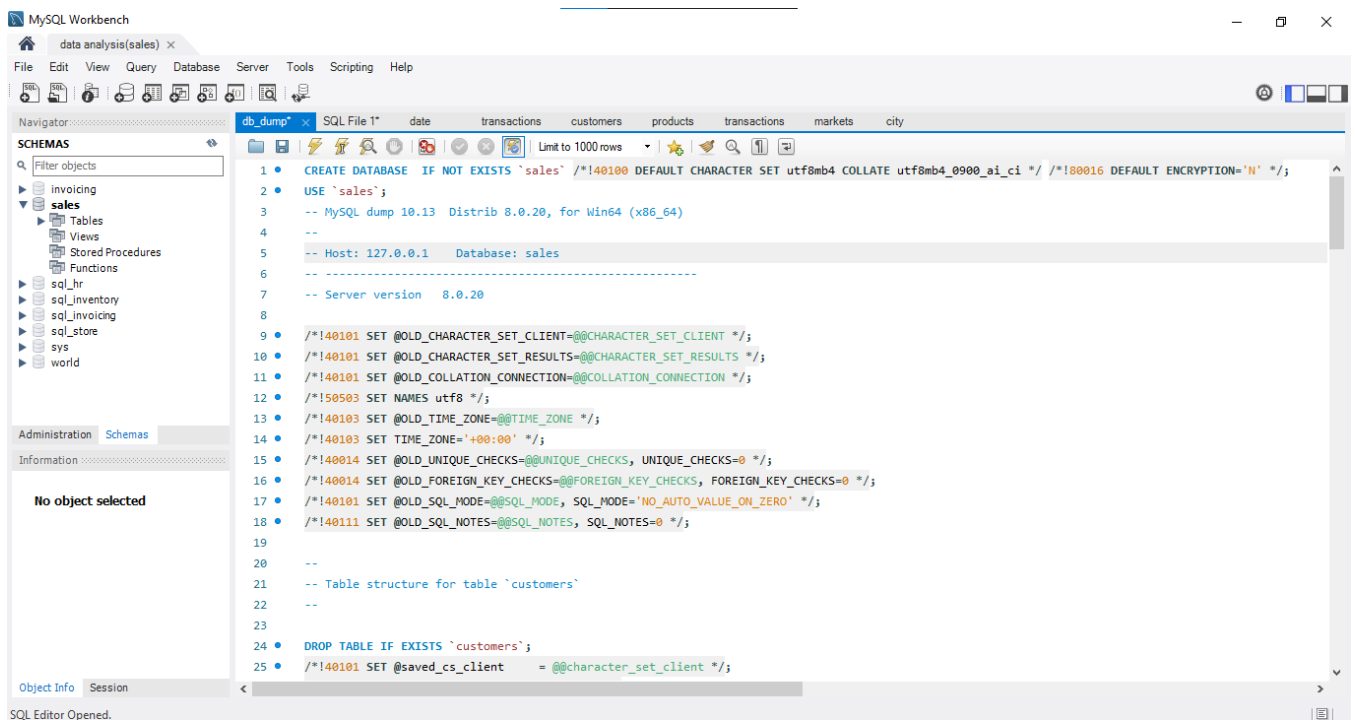 MySQL Workbench
data analysis(sales)
File Edit View Query Database Server Tools Scripting Help
Navigator
SCHEMAS
Filter objects
invoicing
sales
Tables
Views
Stored Procedures
Functions
sql_hr
sql_inventory
sql_invoicing
sql_store
sys
world
Administration Schemas
Information
No object selected
Object Info Session
db_dump* SQL File 1* date transactions customers products transactions markets city
Limit to 1000 rows
1 CREATE DATABASE  IF NOT EXISTS `sales` /*!40100 DEFAULT CHARACTER SET utf8mb4 COLLATE utf8mb4_0900_ai_ci */ /*!80016 DEFAULT ENCRYPTION='N' */;
2 USE `sales`;
3 -- MySQL dump 10.13  Distrib 8.0.20, for Win64 (x86_64)
4 --
5 -- Host: 127.0.0.1    Database: sales
6 -- ------------------------------------------------------
7 -- Server version   8.0.20
8
9 /*!40101 SET @OLD_CHARACTER_SET_CLIENT=@@CHARACTER_SET_CLIENT */;
10 /*!40101 SET @OLD_CHARACTER_SET_RESULTS=@@CHARACTER_SET_RESULTS */;
11 /*!40101 SET @OLD_COLLATION_CONNECTION=@@COLLATION_CONNECTION */;
12 /*!50503 SET NAMES utf8 */;
13 /*!40103 SET @OLD_TIME_ZONE=@@TIME_ZONE */;
14 /*!40103 SET TIME_ZONE='+00:00' */;
15 /*!40014 SET @OLD_UNIQUE_CHECKS=@@UNIQUE_CHECKS, UNIQUE_CHECKS=0 */;
16 /*!40014 SET @OLD_FOREIGN_KEY_CHECKS=@@FOREIGN_KEY_CHECKS, FOREIGN_KEY_CHECKS=0 */;
17 /*!40101 SET @OLD_SQL_MODE=@@SQL_MODE, SQL_MODE='NO_AUTO_VALUE_ON_ZERO' */;
18 /*!40111 SET @OLD_SQL_NOTES=@@SQL_NOTES, SQL_NOTES=0 */;
19
20 --
21 -- Table structure for table `customers`
22 --
23
24 DROP TABLE IF EXISTS `customers`;
25 /*!40101 SET @saved_cs_client     = @@character_set_client */;
SQL Editor Opened.